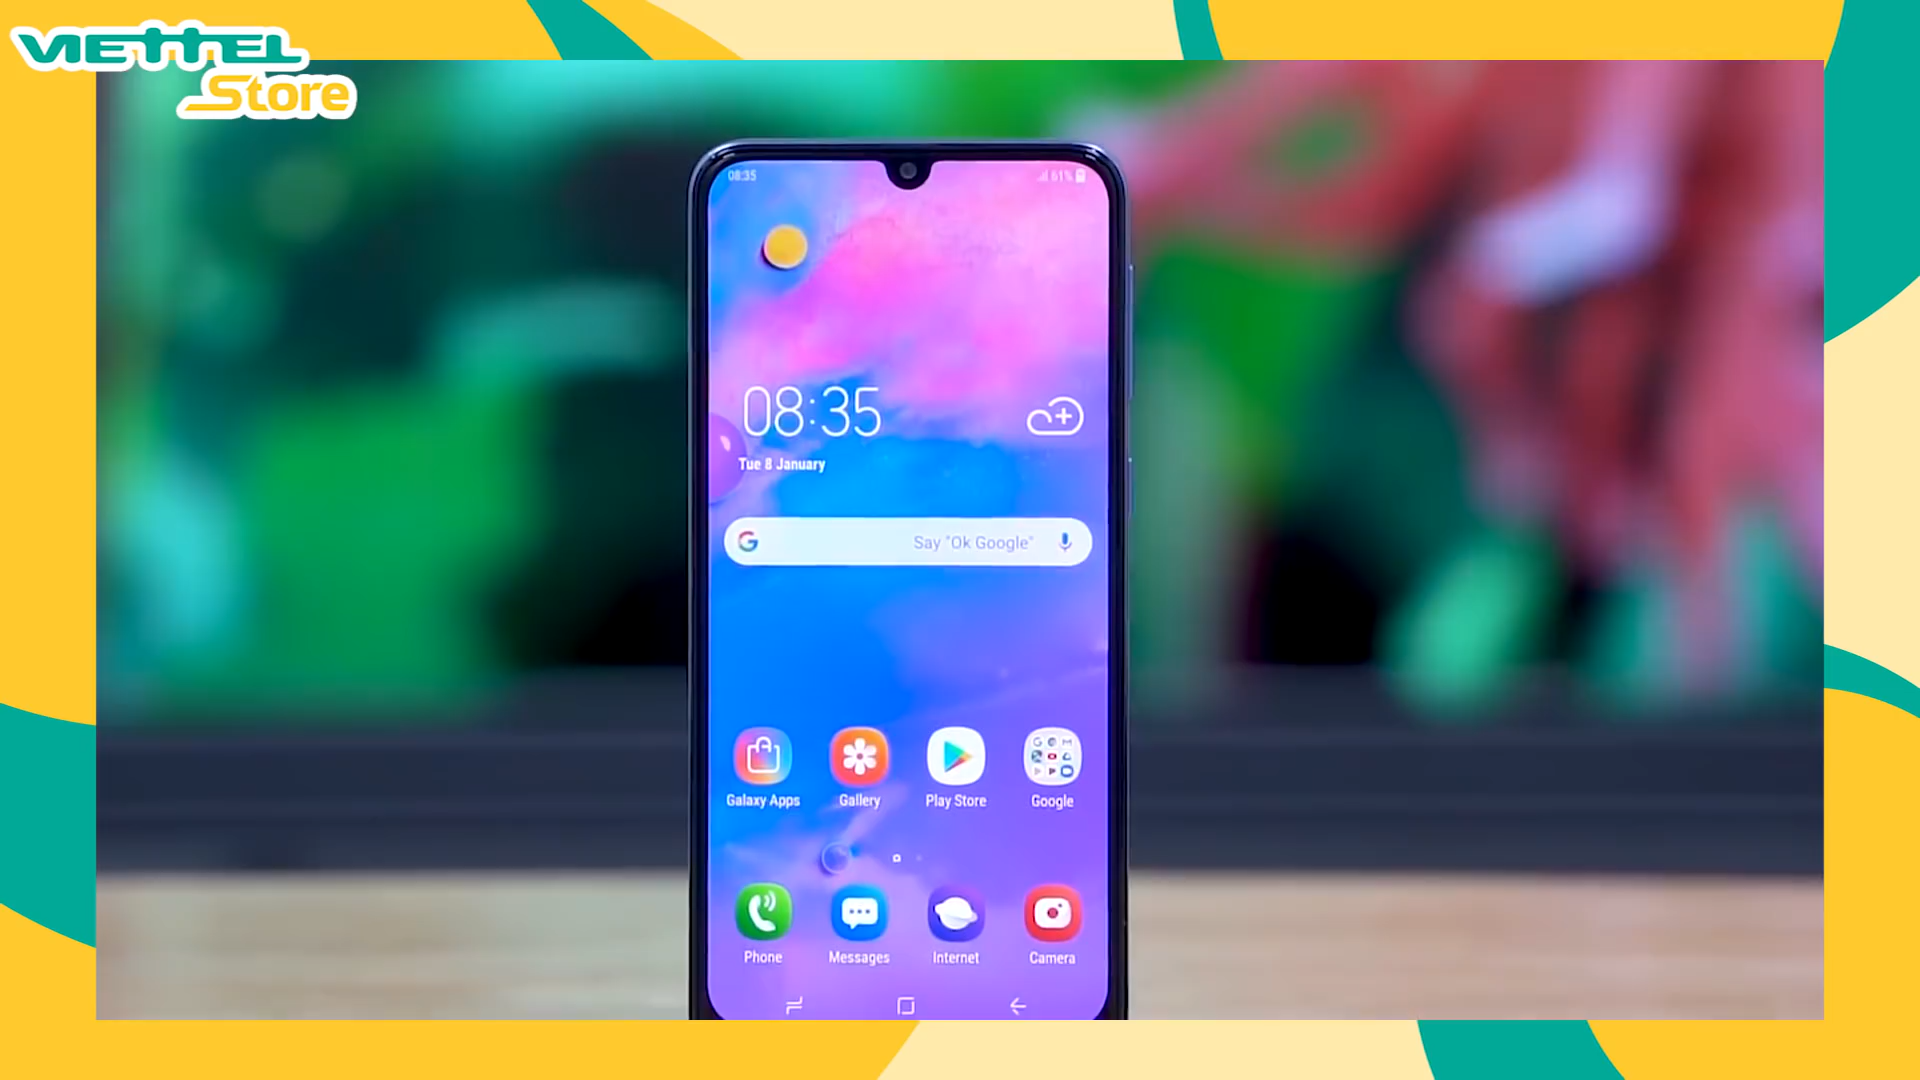 VIETTEL
Store
08:35
61%
08:35
Tue 8 January
Say "Ok Google"
Galaxy Apps
Gallery
Play Store
Google
Phone
Messages
Internet
Camera